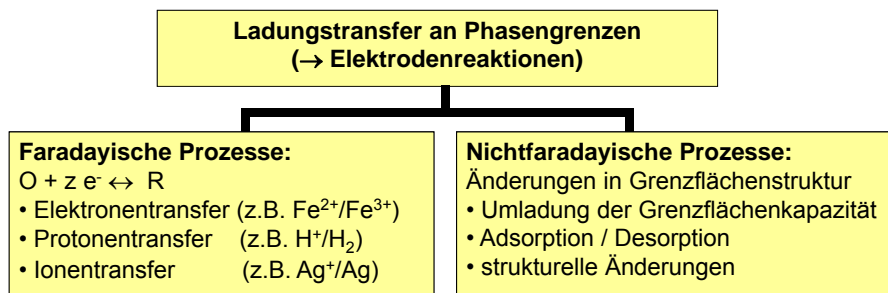 Ladungstransfer an Phasengrenzen
(→ Elektrodenreaktionen)
Faradayische Prozesse:
O + z e⁻ ↔ R
• Elektronentransfer (z.B. Fe²⁺/Fe³⁺)
• Protonentransfer (z.B. H⁺/H₂)
• Ionentransfer (z.B. Ag⁺/Ag)
Nichtfaradayische Prozesse:
Änderungen in Grenzflächenstruktur
• Umladung der Grenzflächenkapazität
• Adsorption / Desorption
• strukturelle Änderungen